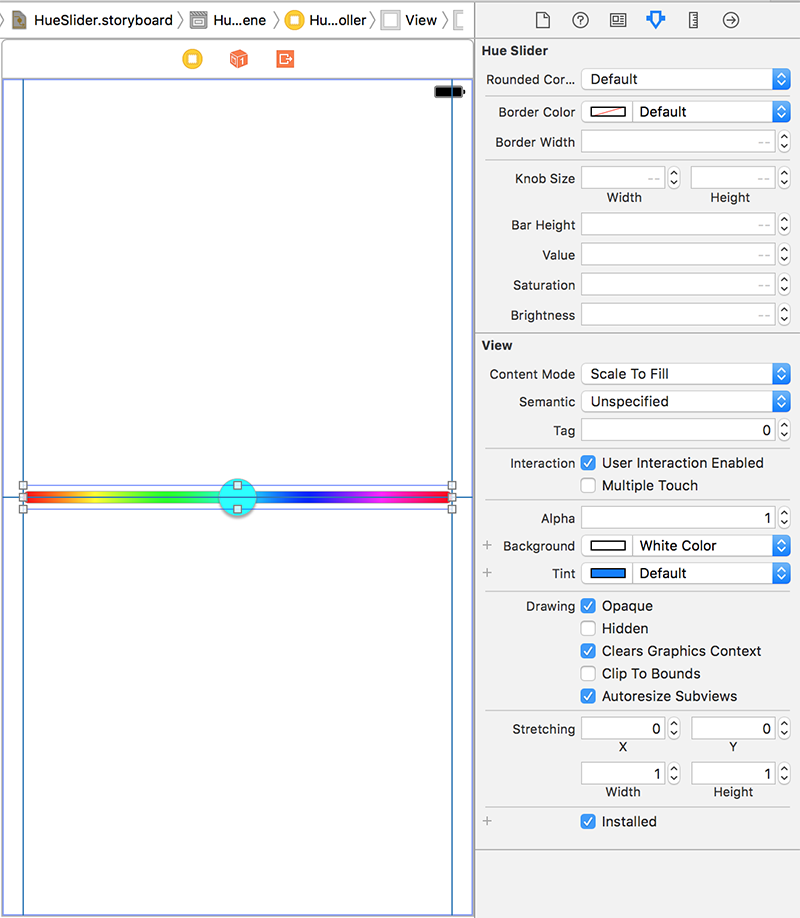 HueSlider.storyboard Hu...ene Hu...oller View
Hue Slider
Rounded Cor... Default
Border Color Default
Border Width --
Knob Size -- --
Width Height
Bar Height --
Value --
Saturation --
Brightness --
View
Content Mode Scale To Fill
Semantic Unspecified
Tag 0
Interaction User Interaction Enabled
Multiple Touch
Alpha 1
+ Background White Color
+ Tint Default
Drawing Opaque
Hidden
Clears Graphics Context
Clip To Bounds
Autoresize Subviews
Stretching 0 0
X Y
1 1
Width Height
+ Installed